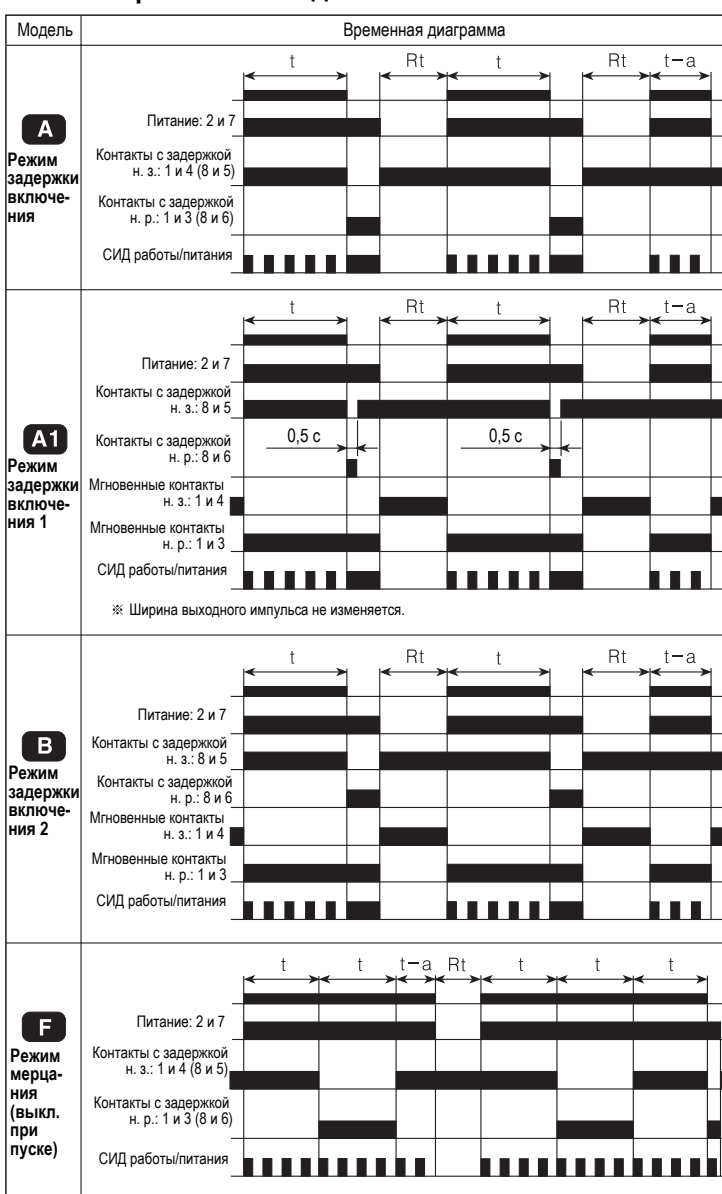 Модель
Временная диаграмма
t Rt t Rt t–a
A
Режим
задержки
включе-
ния
Питание: 2 и 7
Контакты с задержкой
н. з.: 1 и 4 (8 и 5)
Контакты с задержкой
н. р.: 1 и 3 (8 и 6)
СИД работы/питания
t Rt t Rt t–a
A1
Режим
задержки
включе-
ния 1
Питание: 2 и 7
Контакты с задержкой
н. з.: 8 и 5
Контакты с задержкой
н. р.: 8 и 6
0,5 с 0,5 с
Мгновенные контакты
н. з.: 1 и 4
Мгновенные контакты
н. р.: 1 и 3
СИД работы/питания
※ Ширина выходного импульса не изменяется.
t Rt t Rt t–a
B
Режим
задержки
включе-
ния 2
Питание: 2 и 7
Контакты с задержкой
н. з.: 8 и 5
Контакты с задержкой
н. р.: 8 и 6
Мгновенные контакты
н. з.: 1 и 4
Мгновенные контакты
н. р.: 1 и 3
СИД работы/питания
t t t–a Rt t t t
F
Режим
мерца-
ния
(выкл.
при
пуске)
Питание: 2 и 7
Контакты с задержкой
н. з.: 1 и 4 (8 и 5)
Контакты с задержкой
н. р.: 1 и 3 (8 и 6)
СИД работы/питания